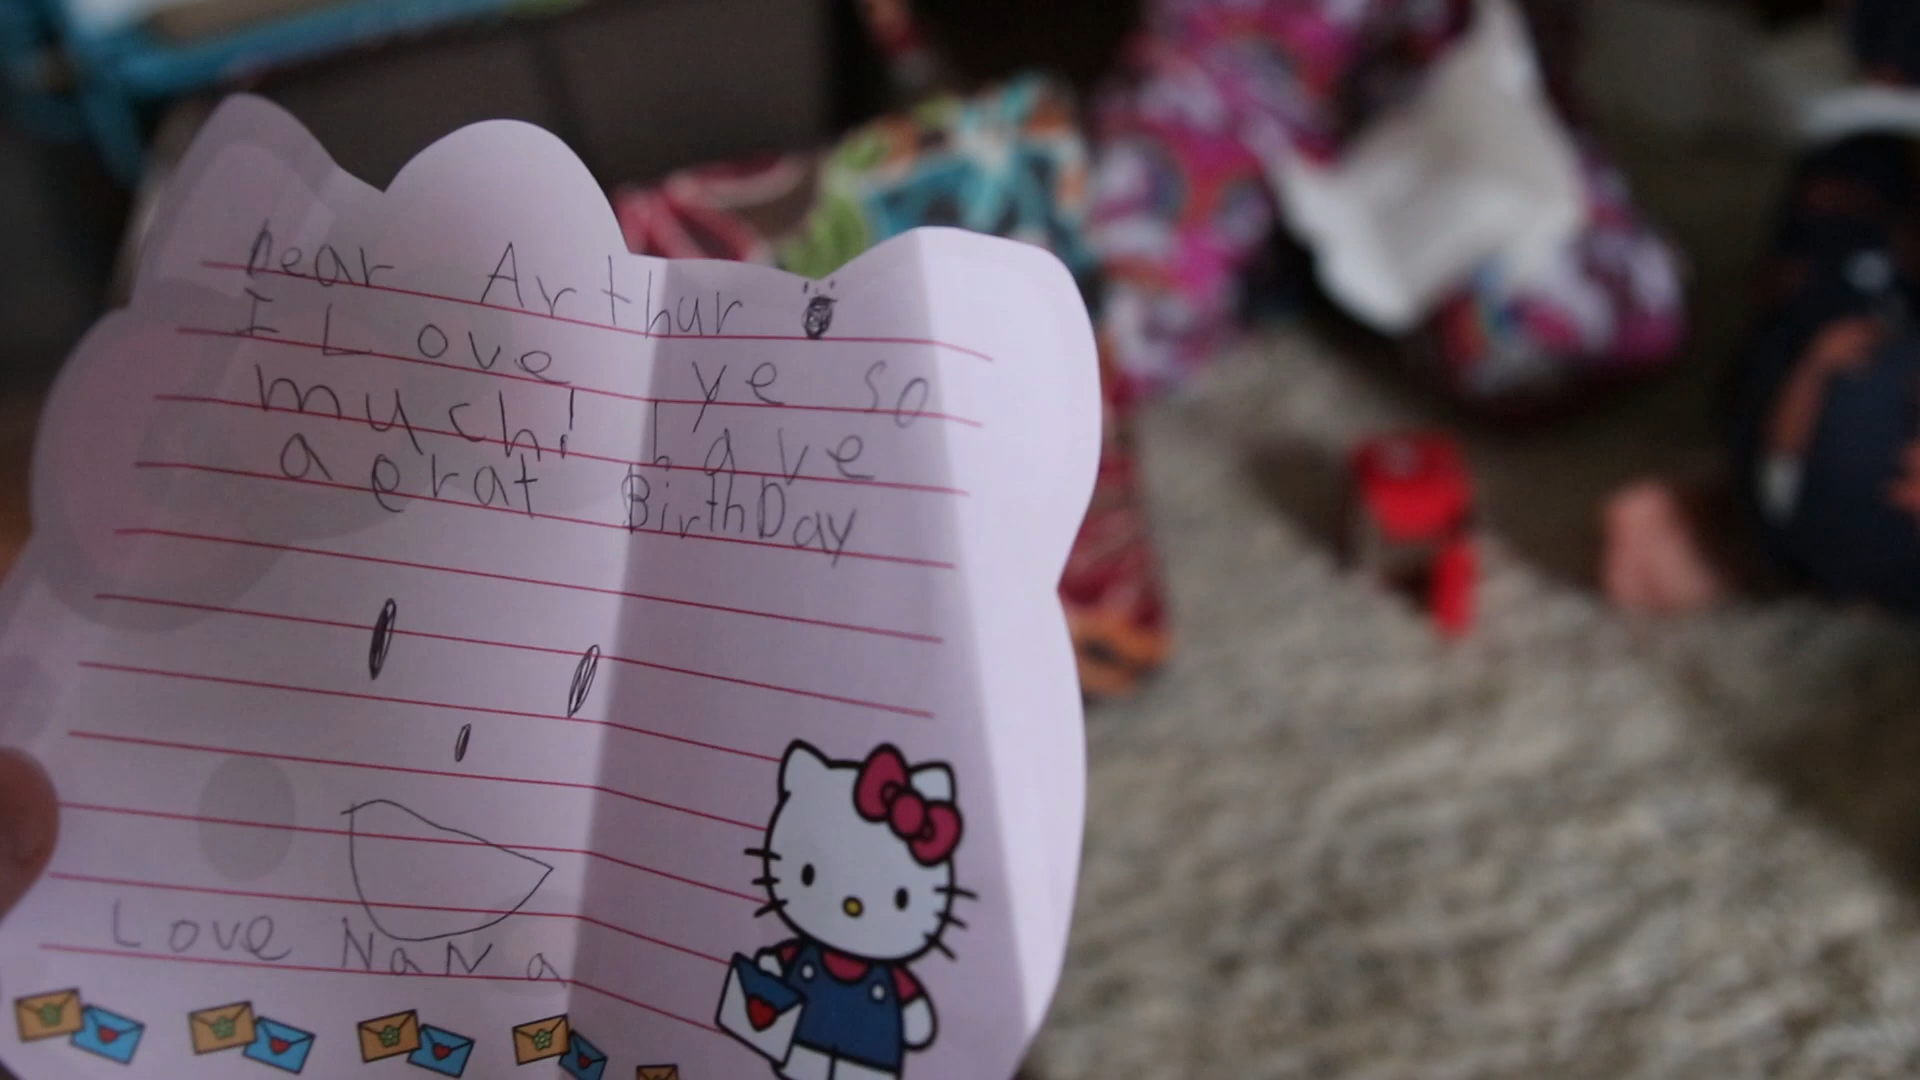 Dear Arthur
I Love ye so
much! have
a erat BirthDay
Love NaNa